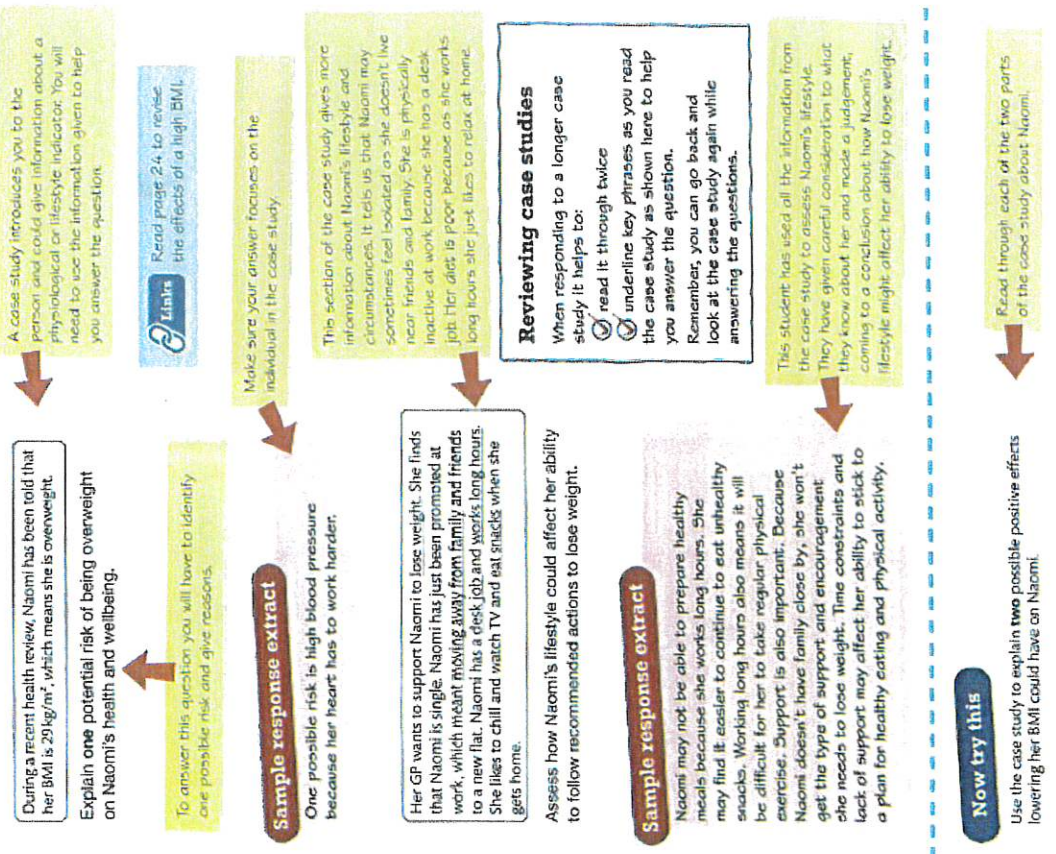 During a recent health review, Naomi has been told that
her BMI is 29 kg/m², which means she is overweight.
A case study introduces you to the
person and could give information about a
physiological or lifestyle indicator. You will
need to use the information given to help
you answer the question.
Explain one potential risk of being overweight
on Naomi's health and wellbeing.
Links
Read page 24 to revise
the effects of a high BMI.
To answer this question you will have to identify
one possible risk and give reasons.
Make sure your answer focuses on the
individual in the case study.
Sample response extract
One possible risk is high blood pressure
because her heart has to work harder.
Her GP wants to support Naomi to lose weight. She finds
that Naomi is single. Naomi has just been promoted at
work, which meant moving away from family and friends
to a new flat. Naomi has a desk job and works long hours.
She likes to chill and watch TV and eat snacks when she
gets home.
This section of the case study gives more
information about Naomi's lifestyle and
circumstances. It tells us that Naomi may
sometimes feel isolated as she doesn't live
near friends and family. She is physically
inactive at work because she has a desk
job. Her diet is poor because as she works
long hours she just likes to relax at home.
Assess how Naomi's lifestyle could affect her ability
to follow recommended actions to lose weight.
Reviewing case studies
When responding to a longer case
study it helps to:
read it through twice
underline key phrases as you read
the case study as shown here to help
you answer the question.
Remember, you can go back and
look at the case study again while
answering the questions.
Sample response extract
Naomi may not be able to prepare healthy
meals because she works long hours. She
may find it easier to continue to eat unhealthy
snacks. Working long hours also means it will
be difficult for her to take regular physical
exercise. Support is also important. Because
Naomi doesn't have family close by, she won't
get the type of support and encouragement
she needs to lose weight. Time constraints and
lack of support may affect her ability to stick to
a plan for healthy eating and physical activity.
This student has used all the information from
the case study to assess Naomi's lifestyle.
They have given careful consideration to what
they know about her and made a judgement,
coming to a conclusion about how Naomi's
lifestyle might affect her ability to lose weight.
Now try this
Use the case study to explain two possible positive effects
lowering her BMI could have on Naomi.
Read through each of the two parts
of the case study about Naomi.